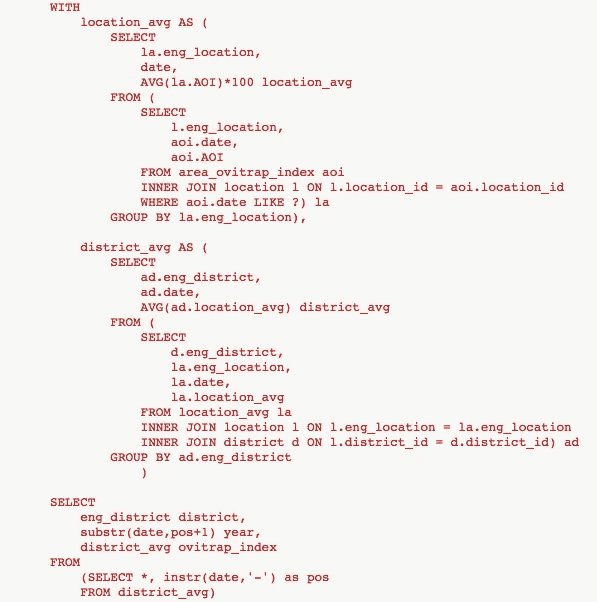 WITH
location_avg AS (
SELECT
la.eng_location,
date,
AVG(la.AOI)*100 location_avg
FROM (
SELECT
l.eng_location,
aoi.date,
aoi.AOI
FROM area_ovitrap_index aoi
INNER JOIN location l ON l.location_id = aoi.location_id
WHERE aoi.date LIKE ?) la
GROUP BY la.eng_location),
district_avg AS (
SELECT
ad.eng_district,
ad.date,
AVG(ad.location_avg) district_avg
FROM (
SELECT
d.eng_district,
la.eng_location,
la.date,
la.location_avg
FROM location_avg la
INNER JOIN location l ON l.eng_location = la.eng_location
INNER JOIN district d ON l.district_id = d.district_id) ad
GROUP BY ad.eng_district
)
SELECT
eng_district district,
substr(date,pos+1) year,
district_avg ovitrap_index
FROM
(SELECT *, instr(date,'-') as pos
FROM district_avg)